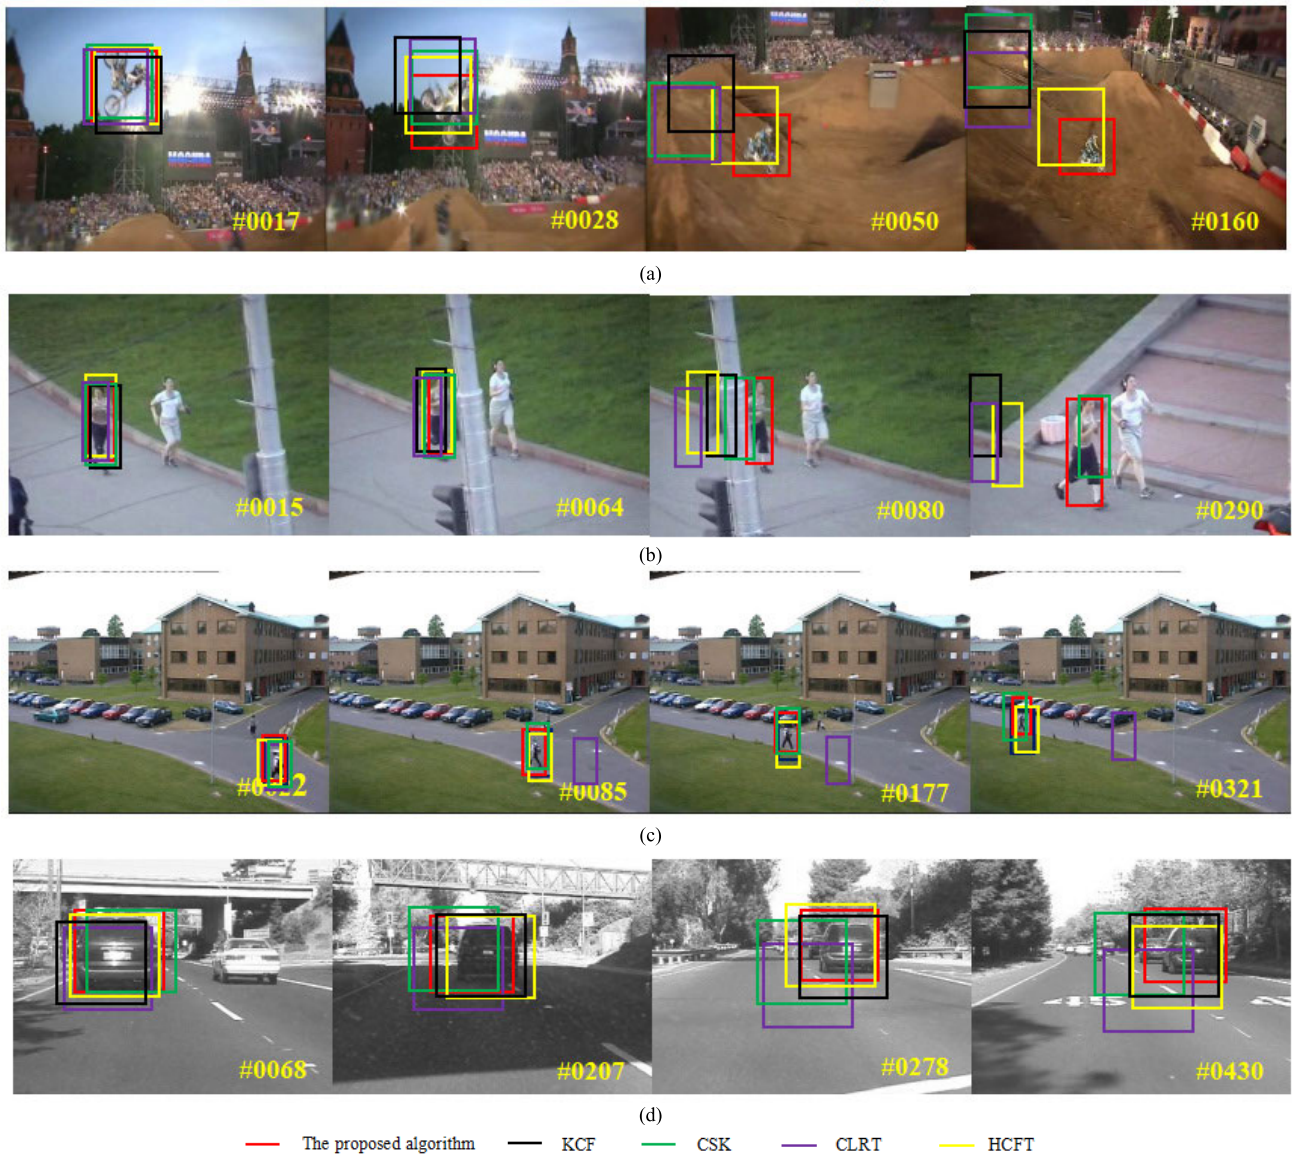 #0017 #0028 #0050 #0160
(a)
#0015 #0064 #0080 #0290
(b)
#0085 #0177 #0321
(c)
#0068 #0207 #0278 #0430
(d)
The proposed algorithm KCF CSK CLRT HCFT